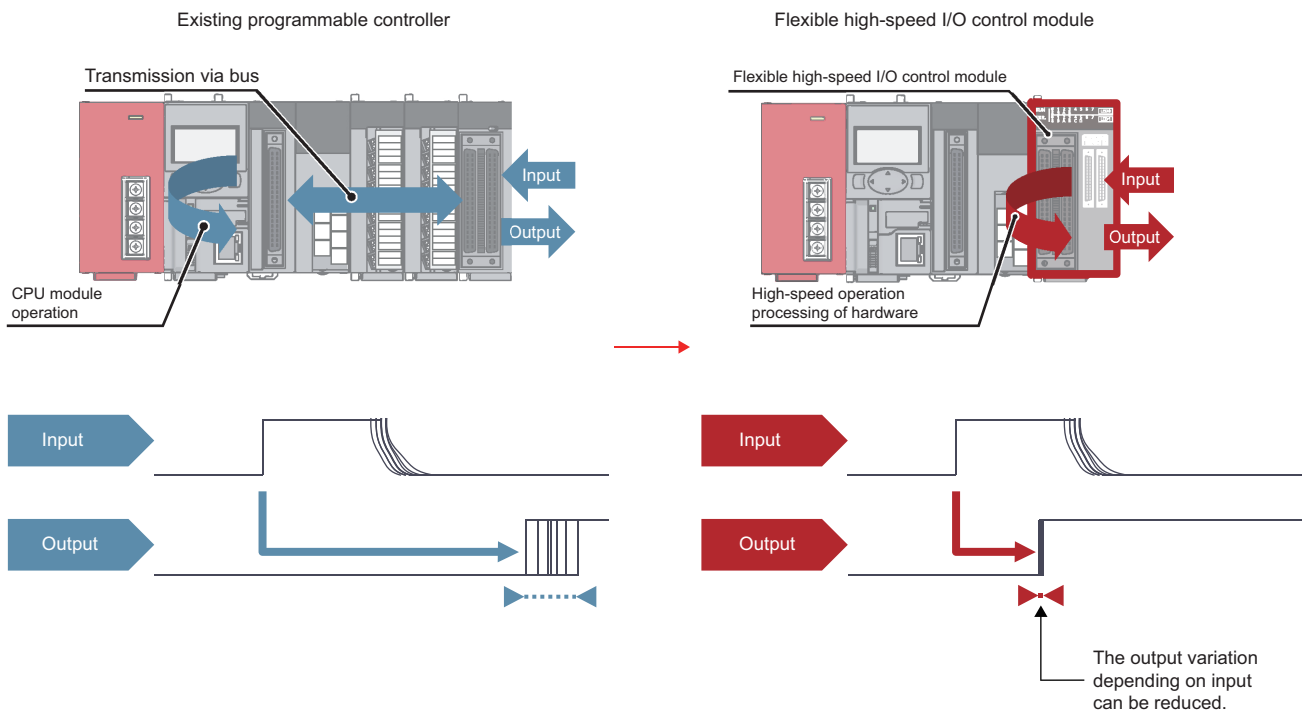 Existing programmable controller
Transmission via bus
Input
Output
CPU module
operation
Input
Output
Flexible high-speed I/O control module
Flexible high-speed I/O control module
Input
Output
High-speed operation
processing of hardware
Input
Output
The output variation
depending on input
can be reduced.